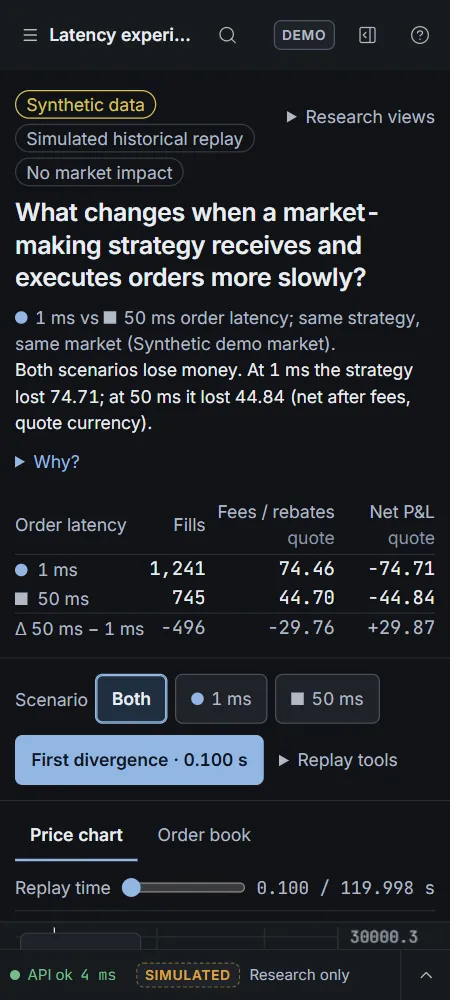 Latency experi...
DEMO
Synthetic data
Research views
Simulated historical replay
No market impact
What changes when a market-
making strategy receives and
executes orders more slowly?
1 ms vs 50 ms order latency; same strategy,
same market (Synthetic demo market).
Both scenarios lose money. At 1 ms the strategy
lost 74.71; at 50 ms it lost 44.84 (net after fees,
quote currency).
Why?
Order latency Fills Fees / rebates quote Net P&L quote
1 ms 1,241 74.46 -74.71
50 ms 745 44.70 -44.84
Δ 50 ms − 1 ms -496 -29.76 +29.87
Scenario Both 1 ms 50 ms
First divergence · 0.100 s Replay tools
Price chart Order book
Replay time 0.100 / 119.998 s
30000.3
API ok 4 ms SIMULATED Research only